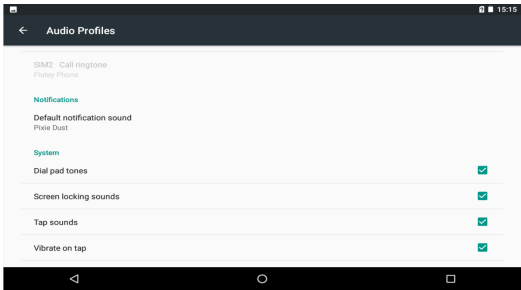 15:15
Audio Profiles
SIM2 Call ringtone
Flutey Phone
Notifications
Default notification sound
Pixie Dust
System
Dial pad tones
Screen locking sounds
Tap sounds
Vibrate on tap